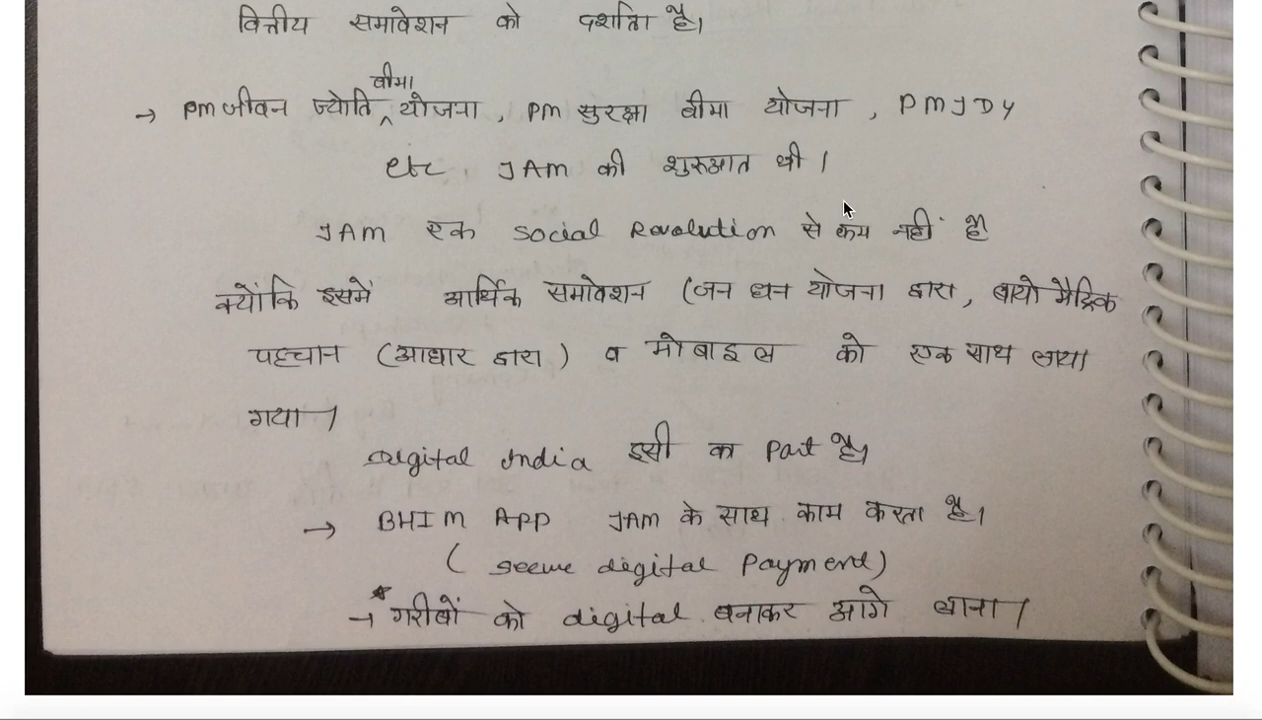 वित्तीय समावेशन को दर्शाता है।
बीमा
→ PM जीवन ज्योति ^ योजना , PM सुरक्षा बीमा योजना , PMJDY
etc JAM की शुरुआत थी ।
JAM एक Social Revolution से कम नहीं है
क्योंकि इसमें आर्थिक समावेशन (जन धन योजना द्वारा , बायो मैट्रिक
पहचान (आधार द्वारा ) व मोबाइल को एक साथ लाया
गया ।
Digital India इसी का Part है।
→ BHIM APP JAM के साथ काम करता है।
( secure digital Payment)
* → गरीबों को digital बनाकर आगे लाना ।